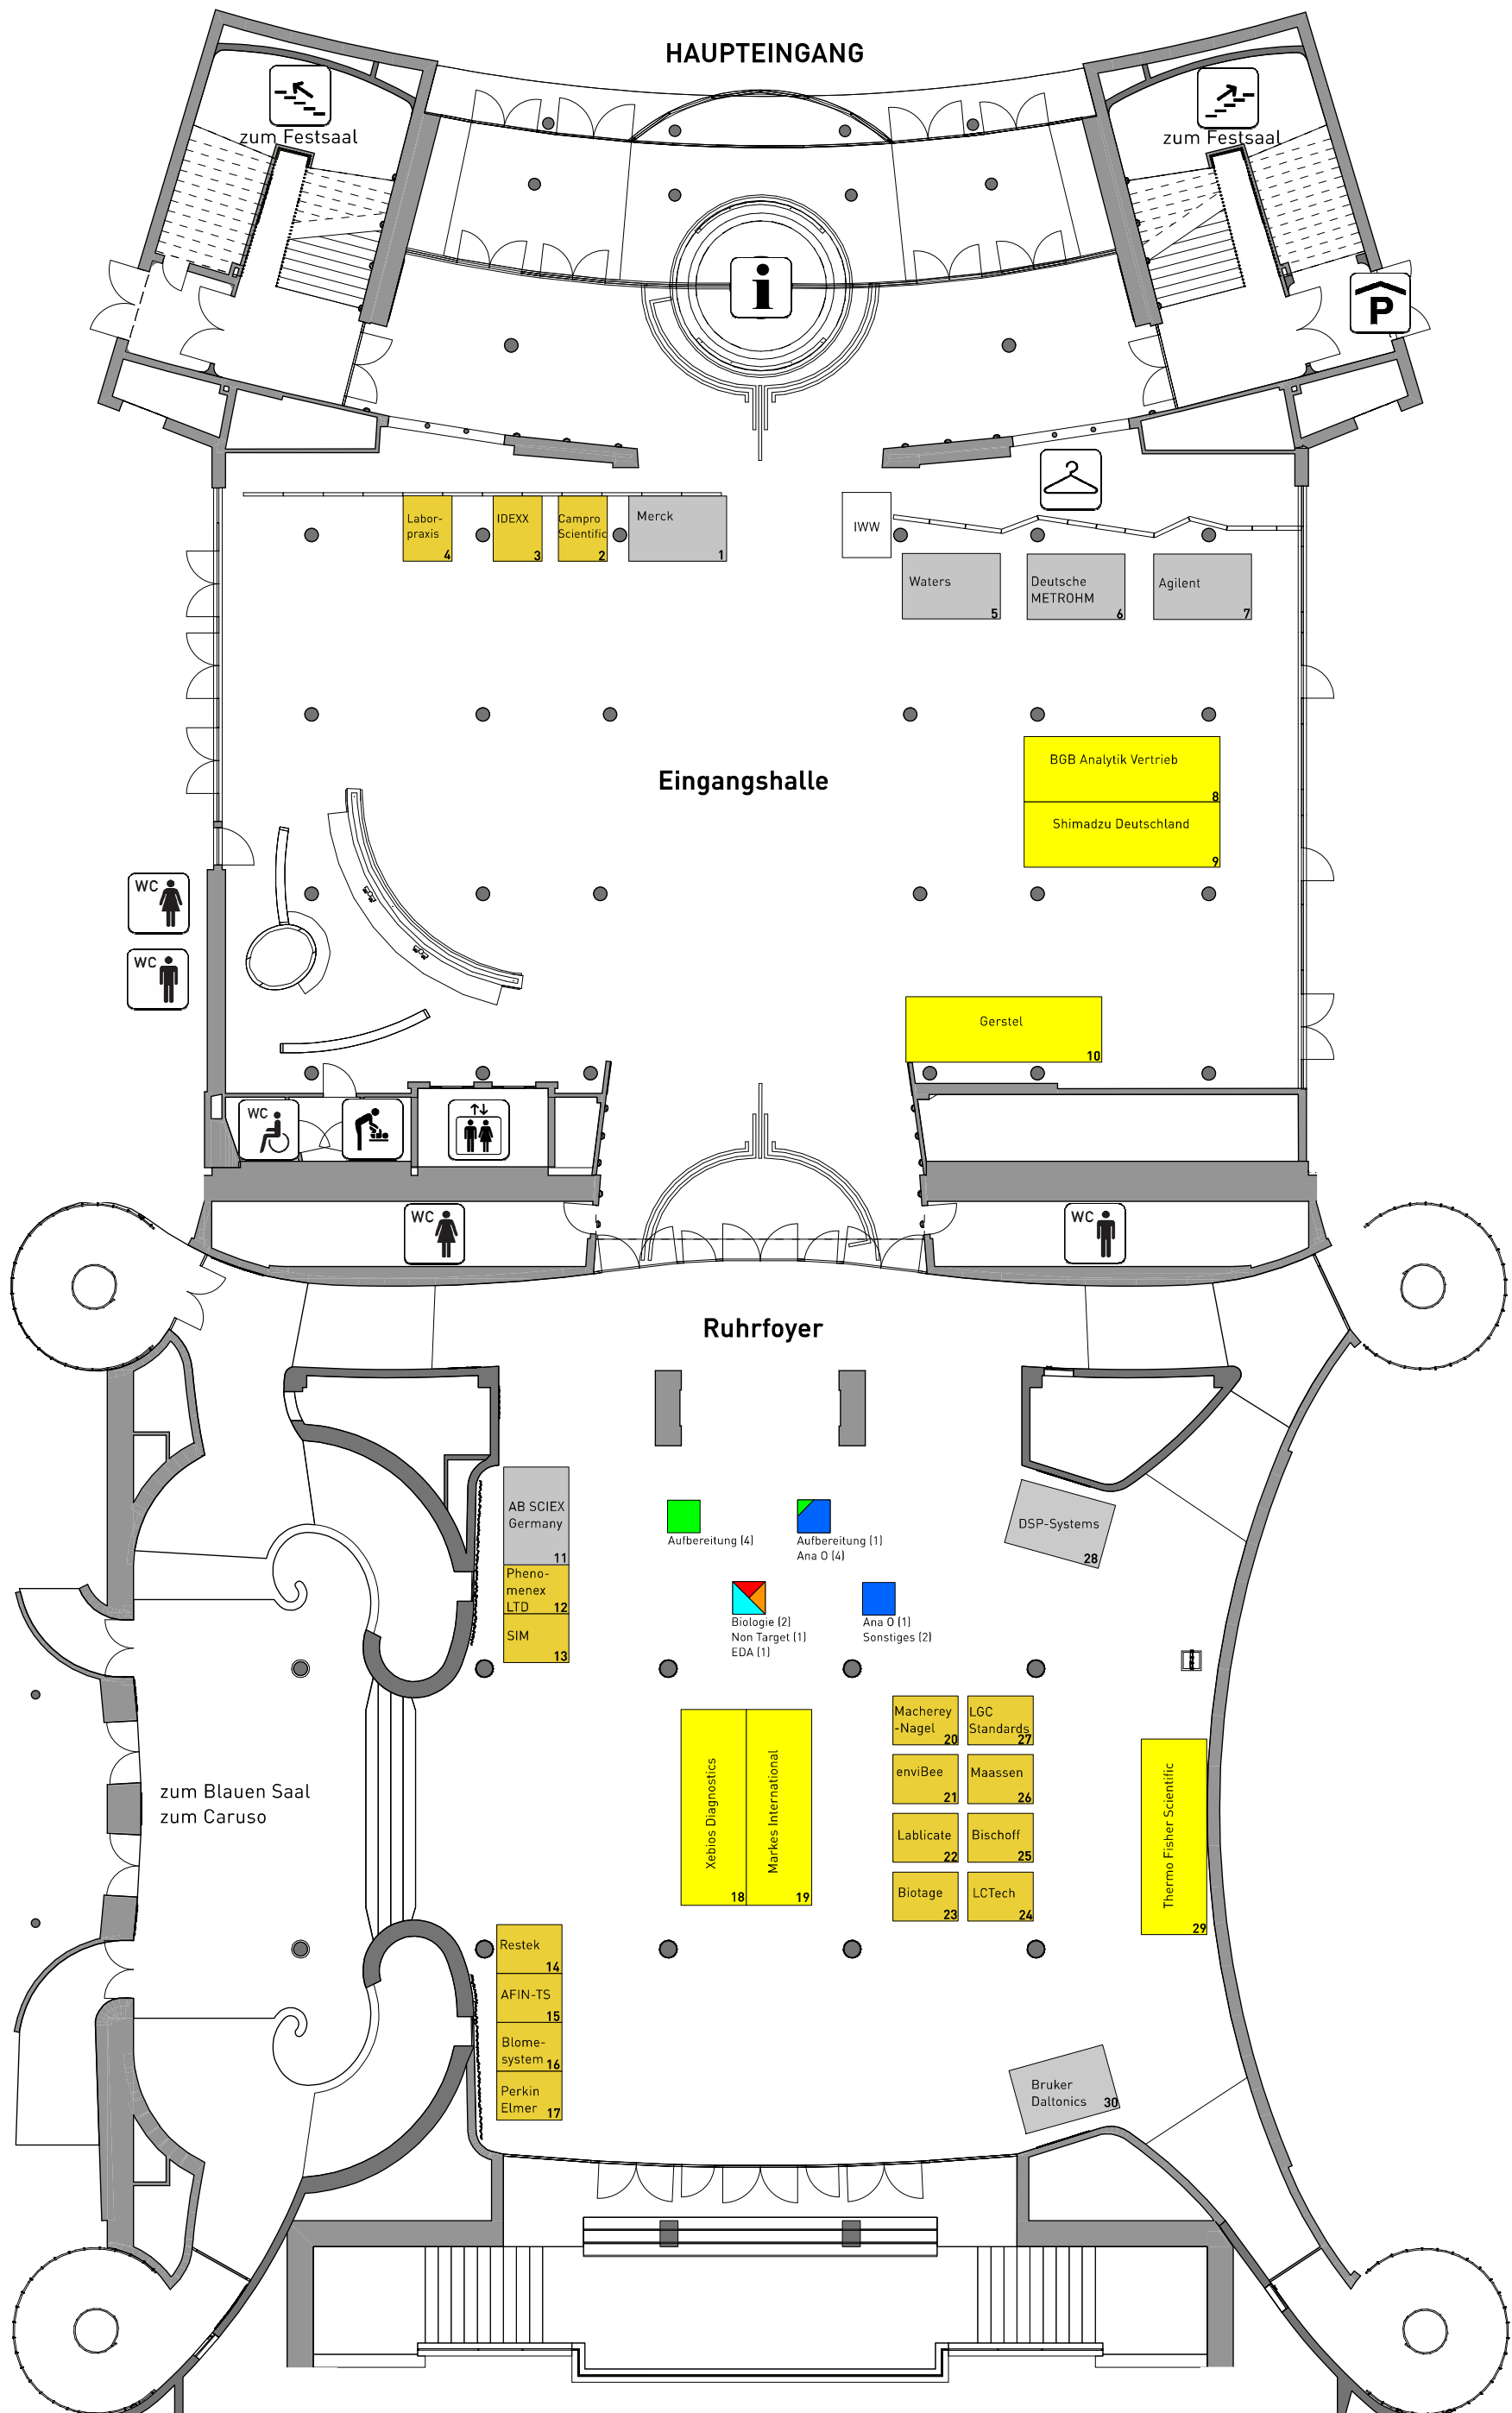 HAUPTEINGANG
zum Festsaal
zum Festsaal
i
P
Labor-
praxis
4
IDEXX
3
Campro
Scientific
2
Merck
1
IWW
Waters
5
Deutsche
METROHM
6
Agilent
7
BGB Analytik Vertrieb
8
Eingangshalle
Shimadzu Deutschland
9
WC
WC
Gerstel
10
WC
WC
WC
Ruhrfoyer
AB SCIEX
Germany
11
Pheno-
menex
LTD
12
SIM
13
Aufbereitung (4)
Aufbereitung (1)
Ana O (4)
Biologie (2)
Non Target (1)
EDA (1)
Ana O (1)
Sonstiges (2)
DSP-Systems
28
zum Blauen Saal
zum Caruso
Xebios Diagnostics
18
Markes International
19
Macherey
-Nagel
20
LGC
Standards
27
enviBee
21
Maassen
26
Lablicate
22
Bischoff
25
Biotage
23
LCTech
24
Thermo Fisher Scientific
29
Restek
14
AFIN-TS
15
Blome-
system
16
Perkin
Elmer
17
Bruker
Daltonics
30